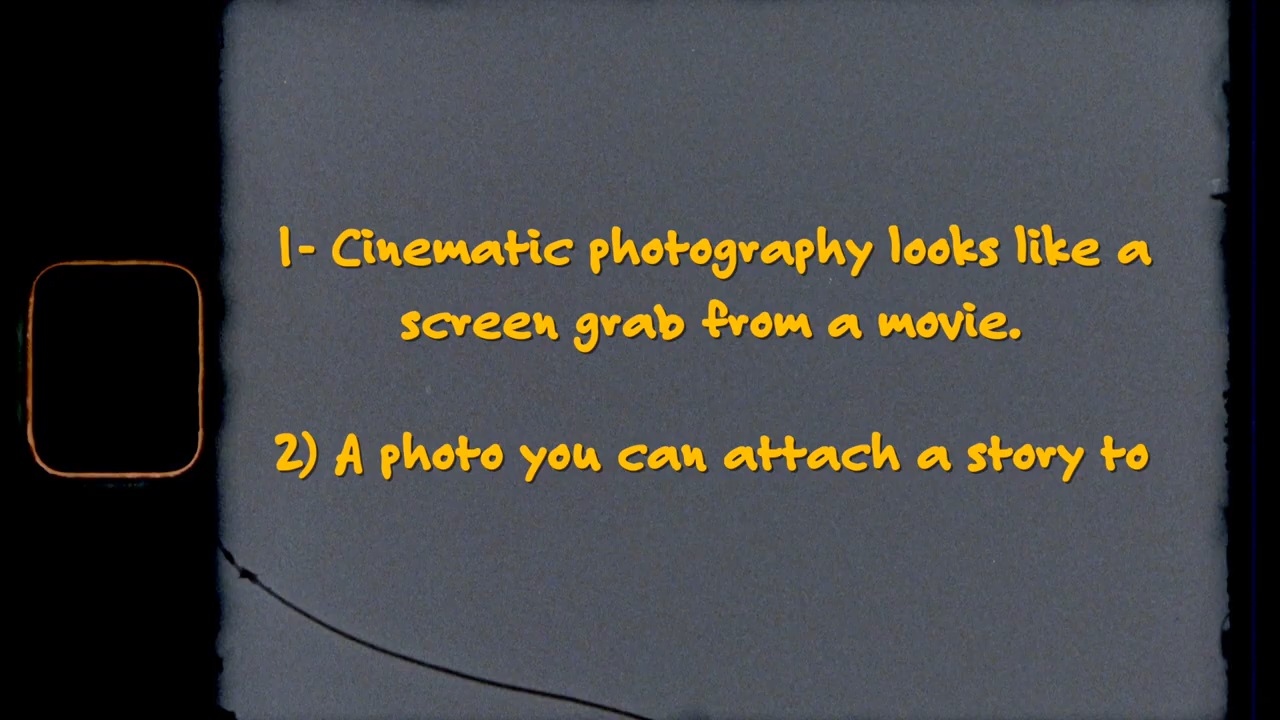 1- Cinematic photography looks like a
screen grab from a movie.
2) A photo you can attach a story to